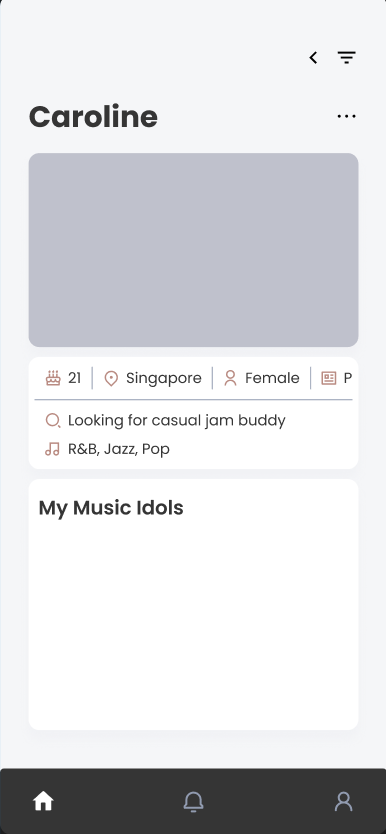 Caroline
21 Singapore Female P
Looking for casual jam buddy
R&B, Jazz, Pop
My Music Idols